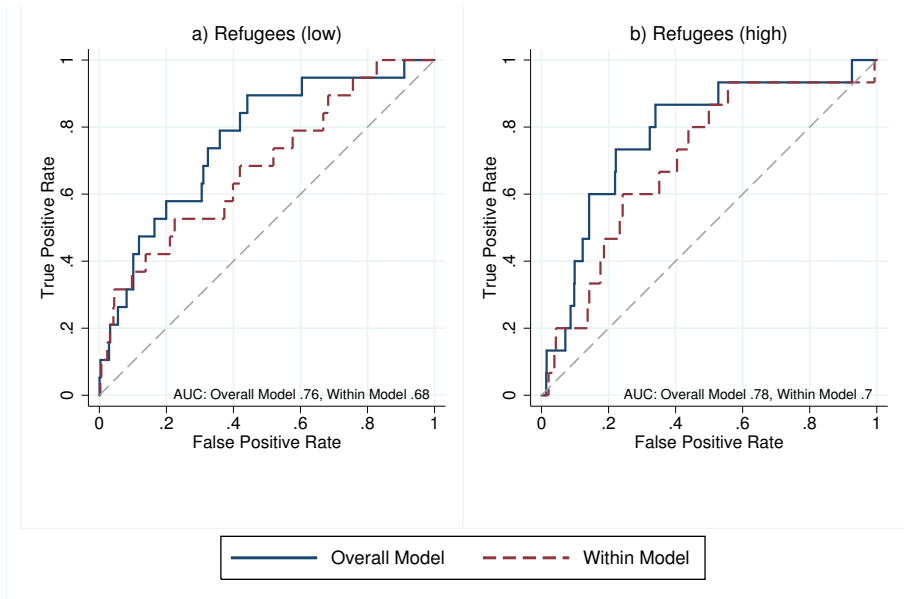 a) Refugees (low)
True Positive Rate
1
.8
.6
.4
.2
0
AUC: Overall Model .76, Within Model .68
0 .2 .4 .6 .8 1
False Positive Rate
b) Refugees (high)
True Positive Rate
1
.8
.6
.4
.2
0
AUC: Overall Model .78, Within Model .7
0 .2 .4 .6 .8 1
False Positive Rate
Overall Model Within Model